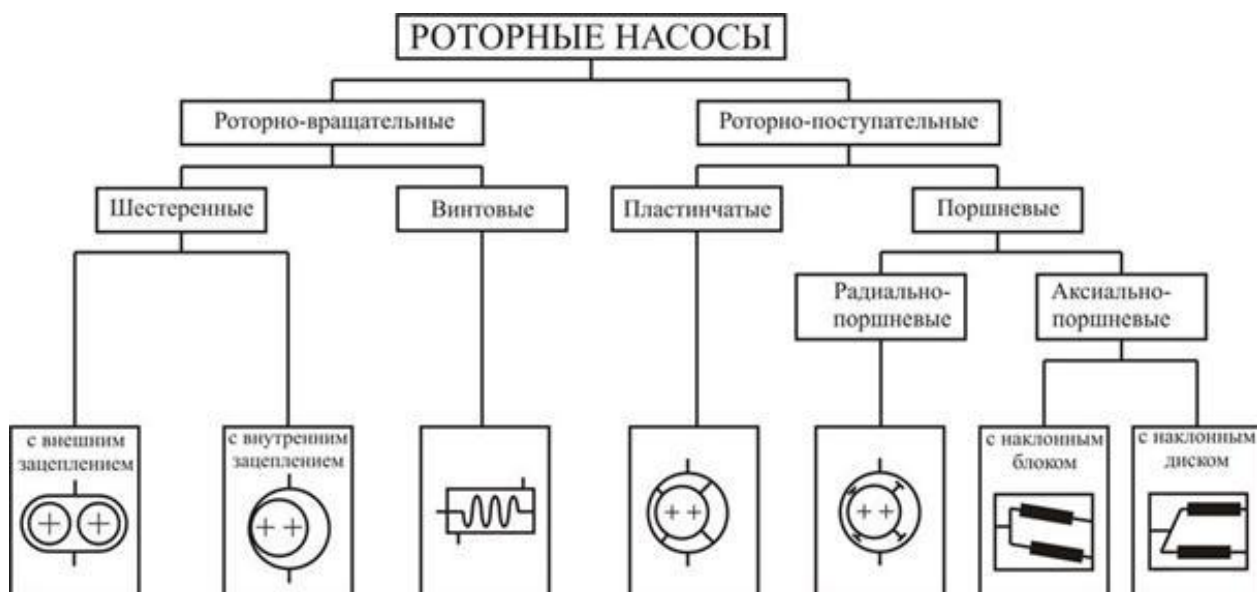 РОТОРНЫЕ НАСОСЫ
Роторно-вращательные
Роторно-поступательные
Шестеренные
Винтовые
Пластинчатые
Поршневые
Радиально-
поршневые
Аксиально-
поршневые
с внешним
зацеплением
с внутренним
зацеплением
с наклонным
блоком
с наклонным
диском